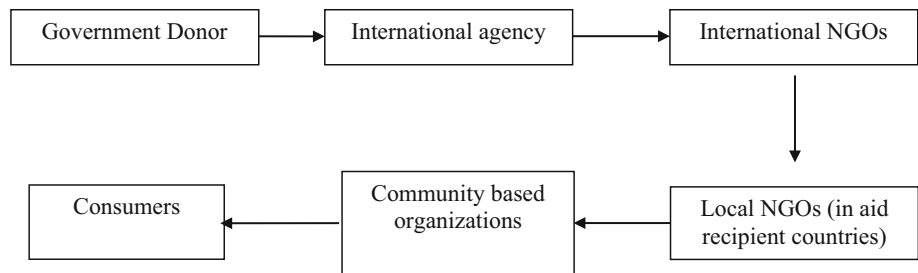 Government Donor
International agency
International NGOs
Local NGOs (in aid
recipient countries)
Community based
organizations
Consumers